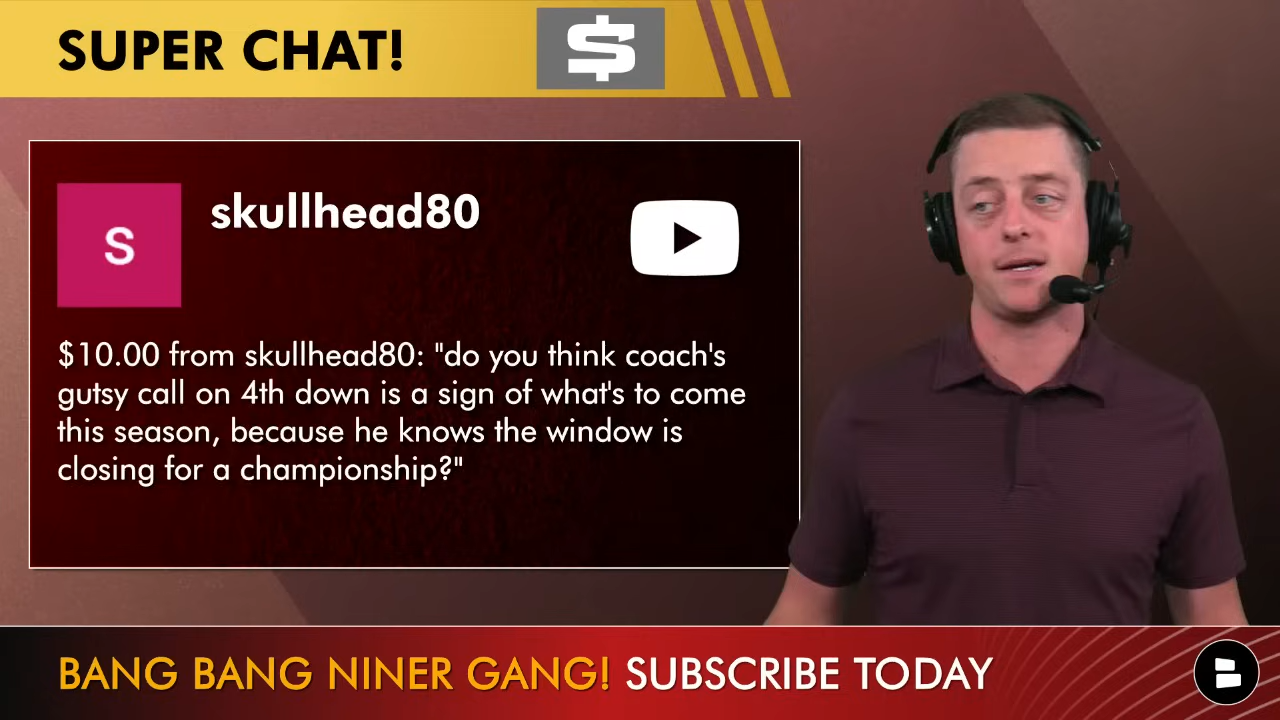 SUPER CHAT!
$
S
skullhead80
$10.00 from skullhead80: "do you think coach's
gutsy call on 4th down is a sign of what's to come
this season, because he knows the window is
closing for a championship?"
BANG BANG NINER GANG! SUBSCRIBE TODAY